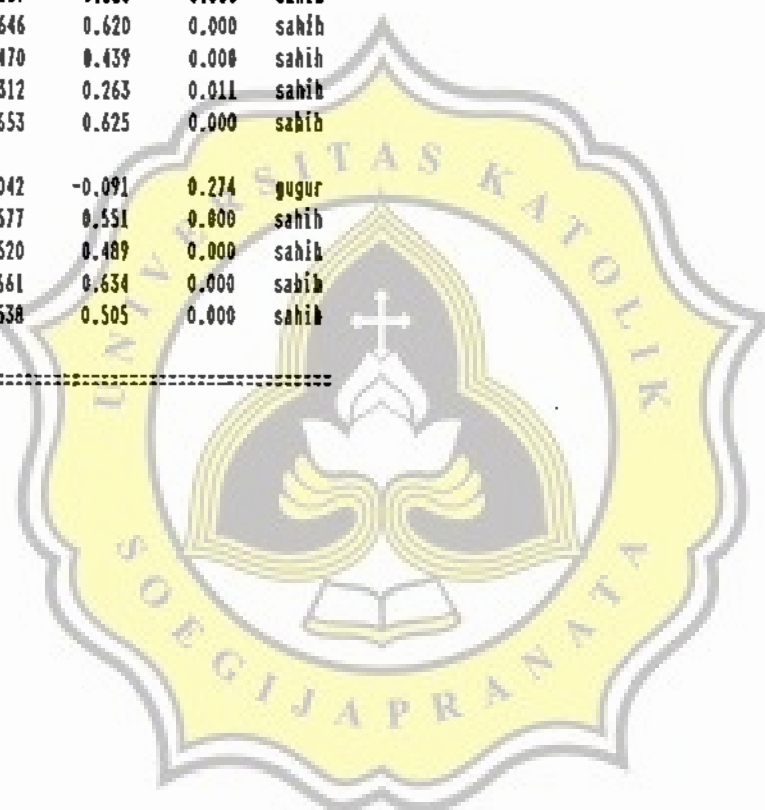 646 0.620 0.000 sahih
470 0.439 0.000 sahih
312 0.263 0.011 sahih
653 0.625 0.000 sahih
042 -0.091 0.274 gugur
577 0.551 0.000 sahih
520 0.489 0.000 sahih
661 0.634 0.000 sahih
538 0.505 0.000 sahih
UNIVERSITAS KATOLIK
SOEGIJAPRANATA